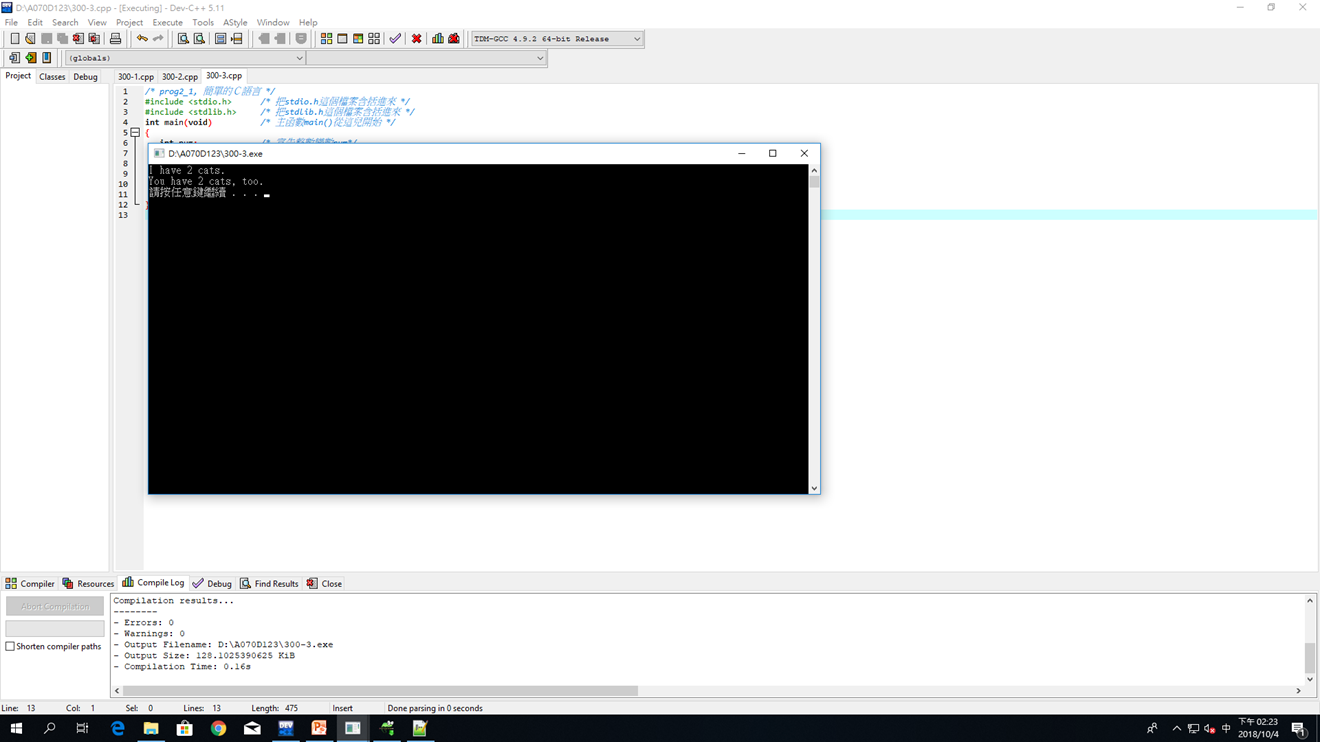 D:\A070D123\300-3.cpp - [Executing] - Dev-C++ 5.11
File Edit Search View Project Execute Tools AStyle Window Help
TDM-GCC 4.9.2 64-bit Release
(globals)
Project Classes Debug 300-1.cpp 300-2.cpp 300-3.cpp
1 /* prog2_1, 簡單的C語言 */
2 #include <stdio.h> /* 把stdio.h這個檔案含括進來 */
3 #include <stdlib.h> /* 把stdlib.h這個檔案含括進來 */
4 int main(void) /* 主函數main()從這兒開始 */
5 {
6
7
8
9
10
11
12 }
13
D:\A070D123\300-3.exe
I have 2 cats.
You have 2 cats, too.
請按任意鍵繼續 . . .
Compiler Resources Compile Log Debug Find Results Close
Abort Compilation
Shorten compiler paths
Compilation results...
--------
- Errors: 0
- Warnings: 0
- Output Filename: D:\A070D123\300-3.exe
- Output Size: 128.1025390625 KiB
- Compilation Time: 0.16s
Line: 13 Col: 1 Sel: 0 Lines: 13 Length: 475 Insert Done parsing in 0 seconds
DEV
中
下午 02:23
2018/10/4
1